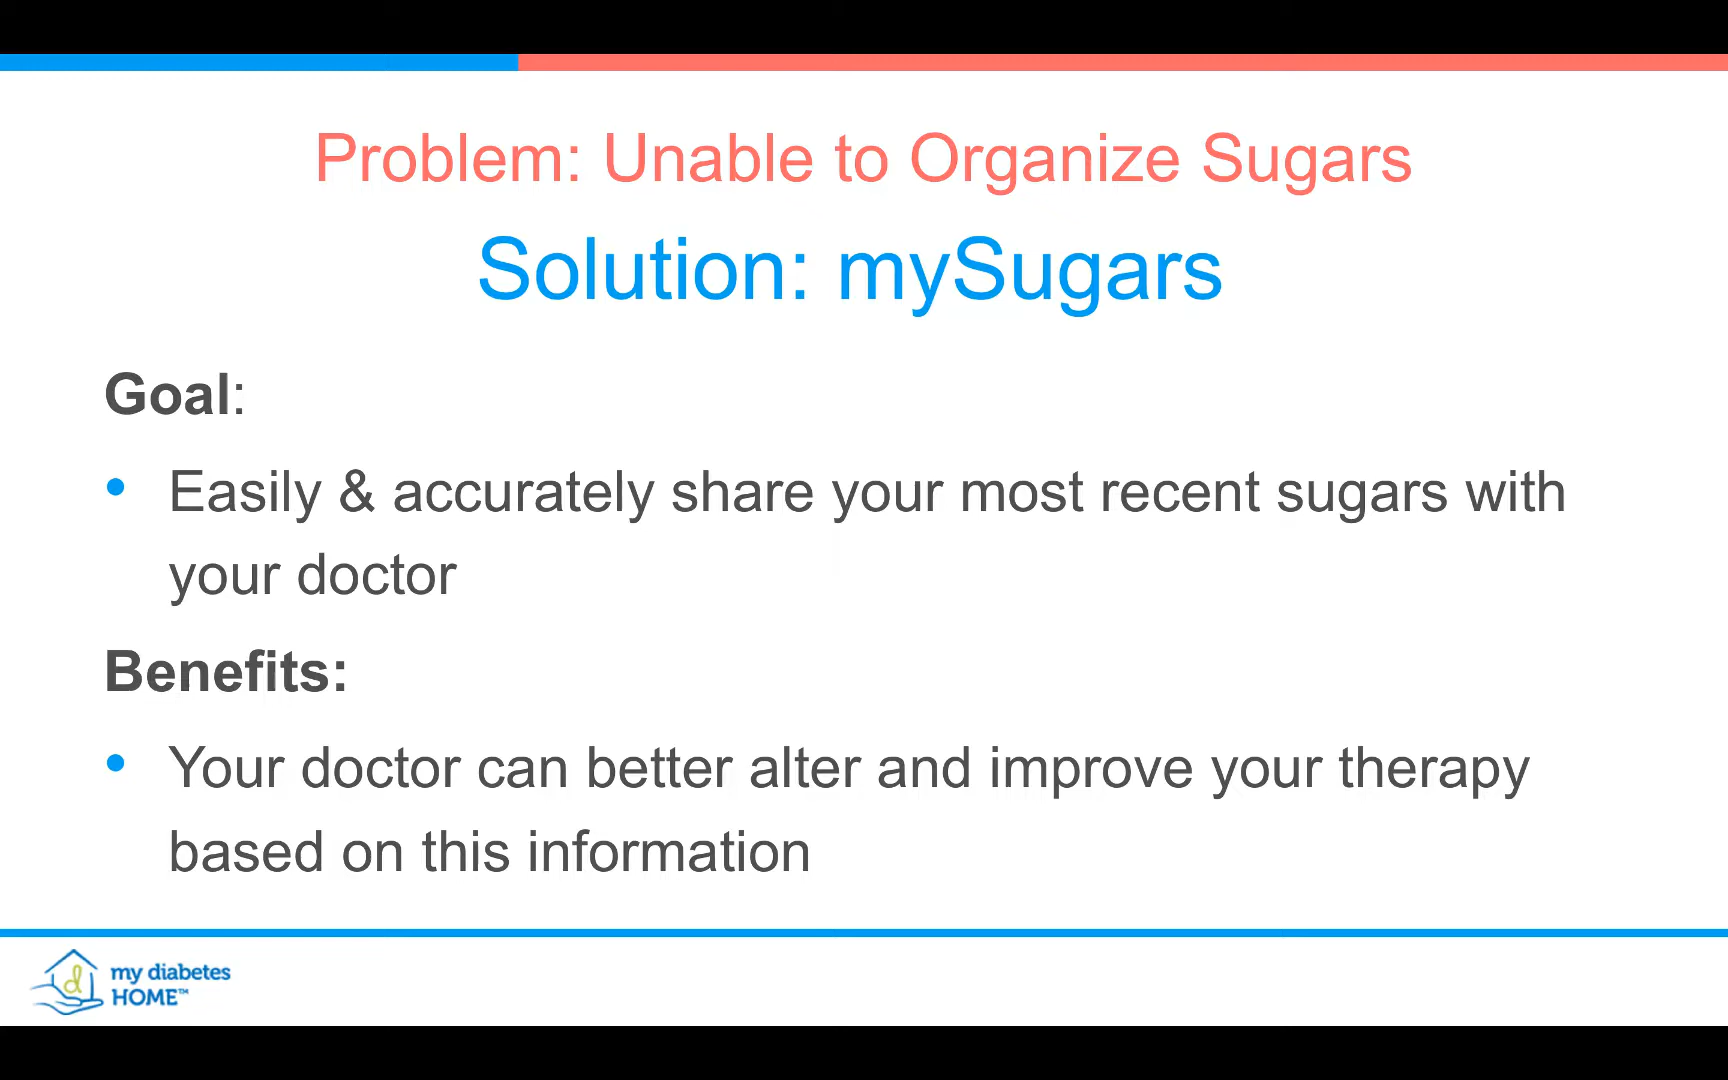 Problem: Unable to Organize Sugars
Solution: mySugars
Goal:
• Easily & accurately share your most recent sugars with
your doctor
Benefits:
• Your doctor can better alter and improve your therapy
based on this information
my diabetes
HOME™